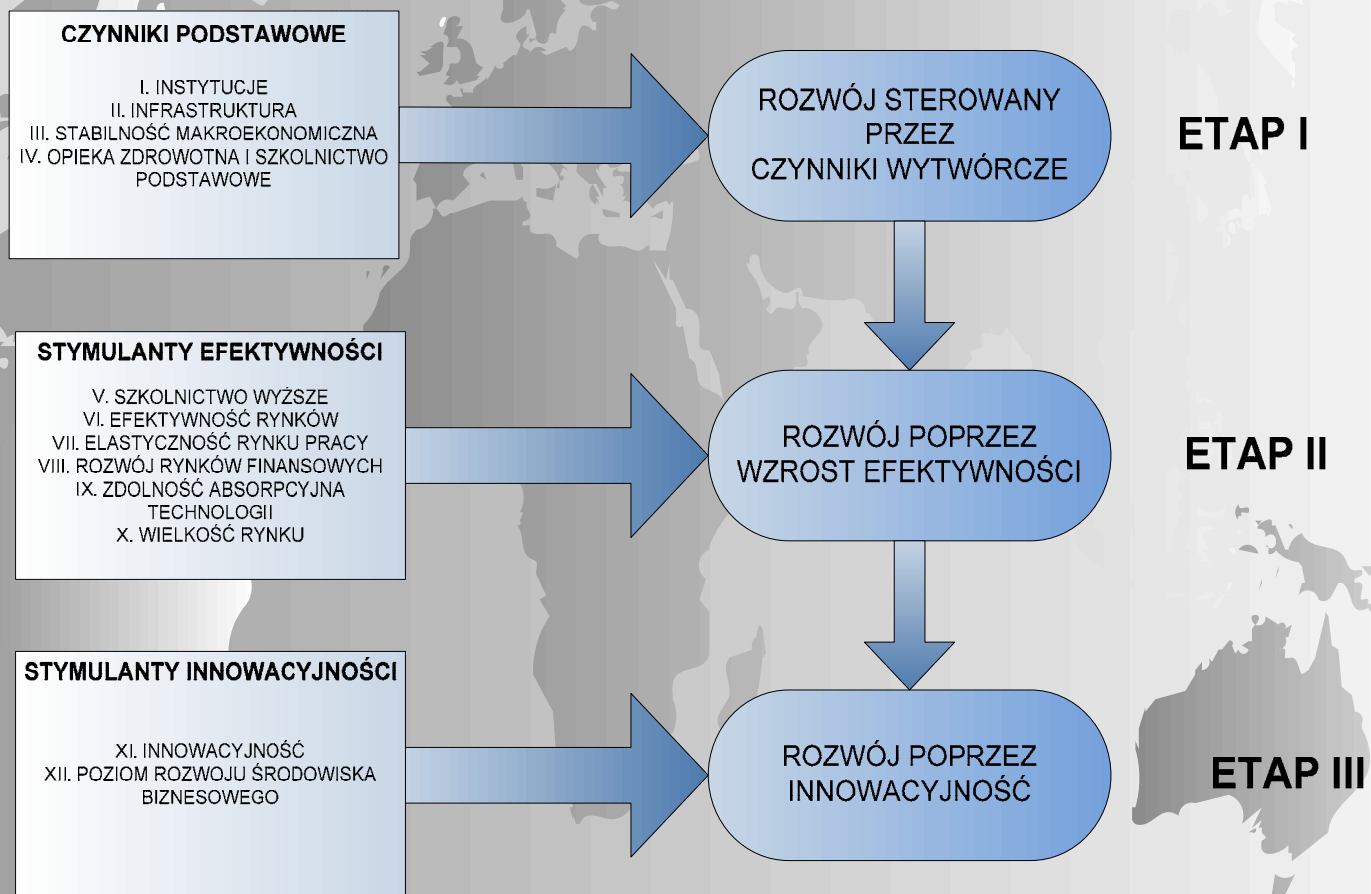 CZYNNIKI PODSTAWOWE
I. INSTYTUCJE
II. INFRASTRUKTURA
III. STABILNOŚĆ MAKROEKONOMICZNA
IV. OPIEKA ZDROWOTNA I SZKOLNICTWO
PODSTAWOWE
ROZWÓJ STEROWANY
PRZEZ
CZYNNIKI WYTWÓRCZE
ETAP I
STYMULANTY EFEKTYWNOŚCI
V. SZKOLNICTWO WYŻSZE
VI. EFEKTYWNOŚĆ RYNKÓW
VII. ELASTYCZNOŚĆ RYNKU PRACY
VIII. ROZWÓJ RYNKÓW FINANSOWYCH
IX. ZDOLNOŚĆ ABSORPCYJNA
TECHNOLOGII
X. WIELKOŚĆ RYNKU
ROZWÓJ POPRZEZ
WZROST EFEKTYWNOŚCI
ETAP II
STYMULANTY INNOWACYJNOŚCI
XI. INNOWACYJNOŚĆ
XII. POZIOM ROZWOJU ŚRODOWISKA
BIZNESOWEGO
ROZWÓJ POPRZEZ
INNOWACYJNOŚĆ
ETAP III